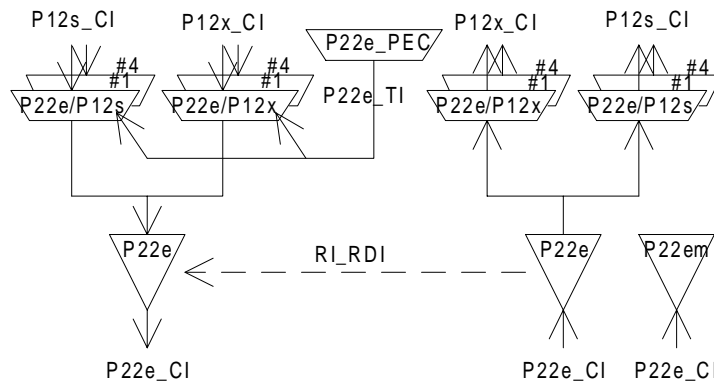 P12s_CI
P12x_CI
P22e_PEC
P12x_CI
P12s_CI
#4
#1
#4
#1
#4
#1
#4
#1
P22e/P12s
P22e/P12x
P22e_TI
P22e/P12x
P22e/P12s
P22e
RI_RDI
P22e
P22em
P22e_CI
P22e_CI
P22e_CI